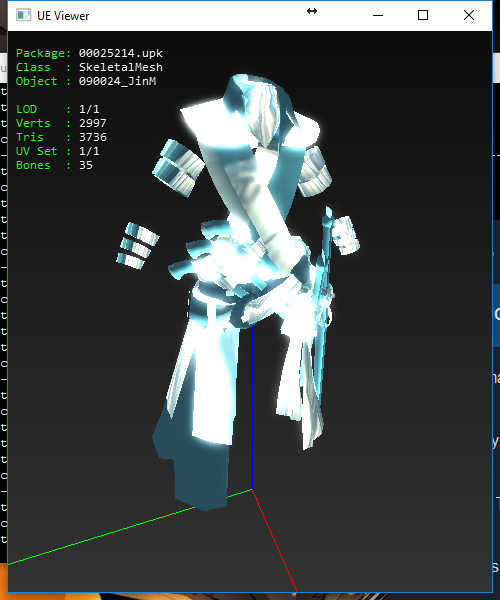 UE Viewer
Package: 00025214.upk
Class  : SkeletalMesh
Object : 090024_JinM
LOD    : 1/1
Verts  : 2997
Tris   : 3736
UV Set : 1/1
Bones  : 35